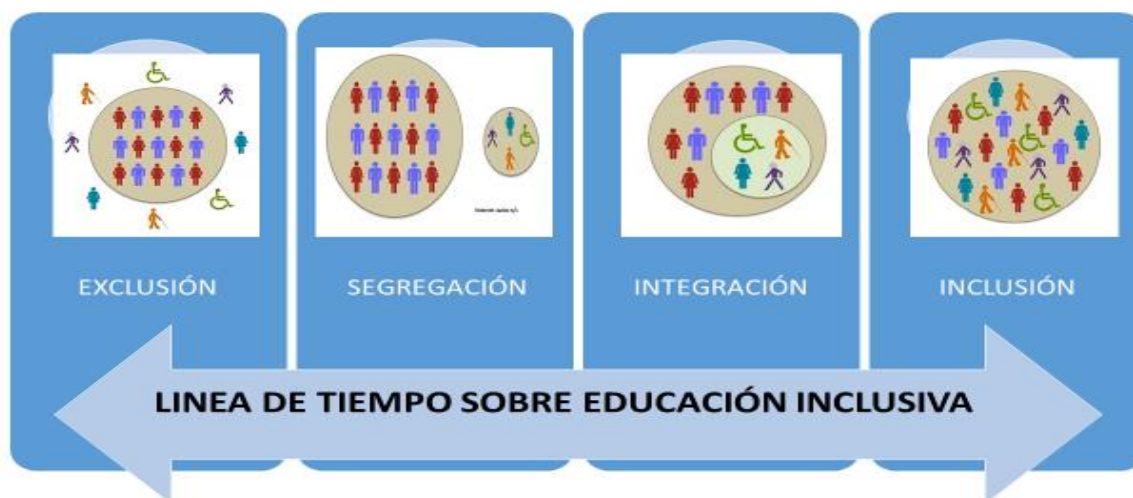 EXCLUSIÓN
SEGREGACIÓN
INTEGRACIÓN
INCLUSIÓN
LINEA DE TIEMPO SOBRE EDUCACIÓN INCLUSIVA